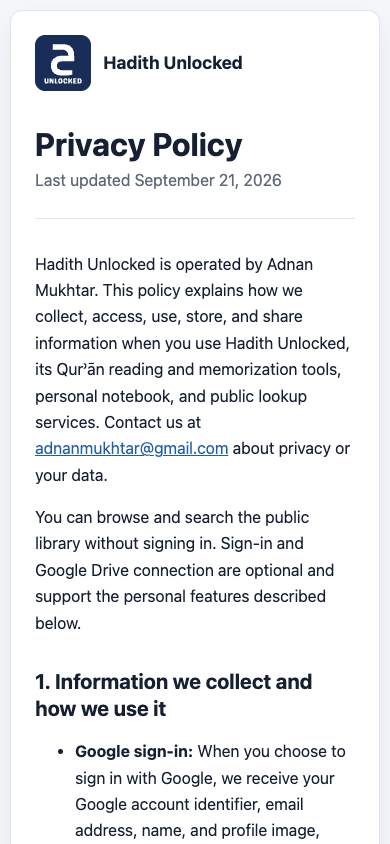 UNLOCKED
Hadith Unlocked
Privacy Policy
Last updated September 21, 2026
Hadith Unlocked is operated by Adnan
Mukhtar. This policy explains how we
collect, access, use, store, and share
information when you use Hadith Unlocked,
its Qurʾān reading and memorization tools,
personal notebook, and public lookup
services. Contact us at
adnanmukhtar@gmail.com about privacy or
your data.
You can browse and search the public
library without signing in. Sign-in and
Google Drive connection are optional and
support the personal features described
below.
1. Information we collect and
how we use it
• Google sign-in: When you choose to
sign in with Google, we receive your
Google account identifier, email
address, name, and profile image,